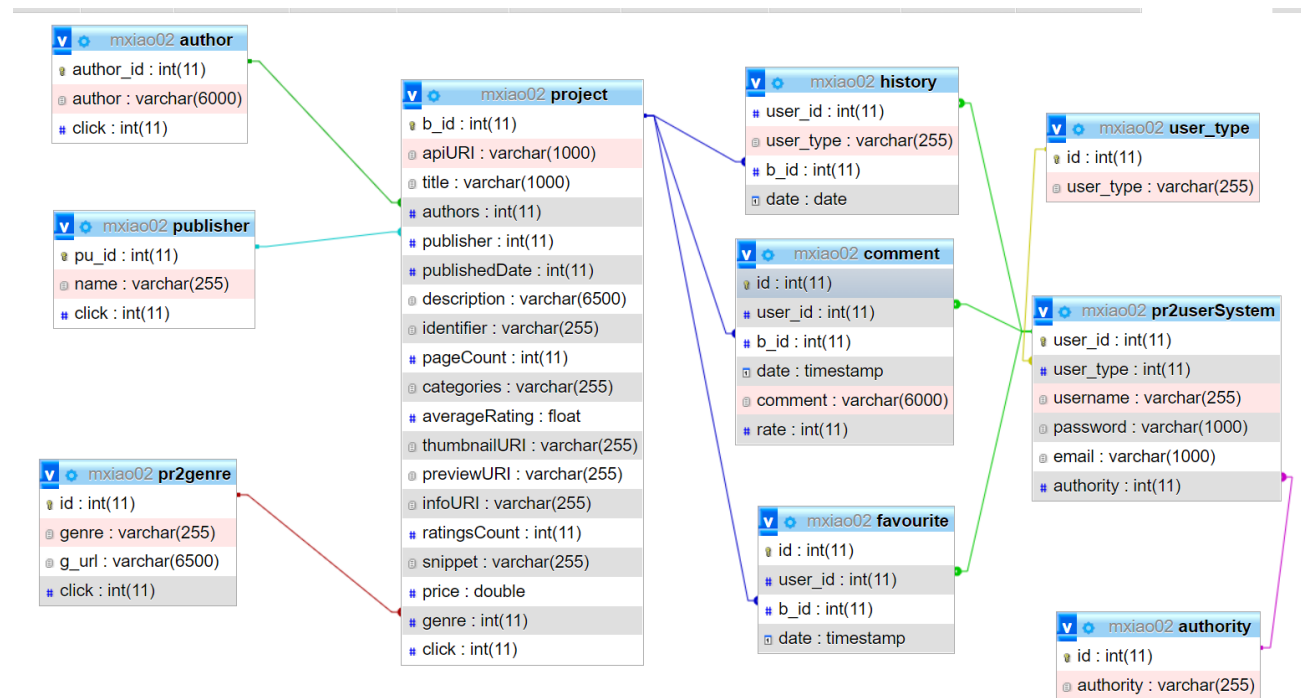 mxiao02 author
author_id : int(11)
author : varchar(6000)
click : int(11)
mxiao02 publisher
pu_id : int(11)
name : varchar(255)
click : int(11)
mxiao02 pr2genre
id : int(11)
genre : varchar(255)
g_url : varchar(6500)
click : int(11)
mxiao02 project
b_id : int(11)
apiURI : varchar(1000)
title : varchar(1000)
authors : int(11)
publisher : int(11)
publishedDate : int(11)
description : varchar(6500)
identifier : varchar(255)
pageCount : int(11)
categories : varchar(255)
averageRating : float
thumbnailURI : varchar(255)
previewURI : varchar(255)
infoURI : varchar(255)
ratingsCount : int(11)
snippet : varchar(255)
price : double
genre : int(11)
click : int(11)
mxiao02 history
user_id : int(11)
user_type : varchar(255)
b_id : int(11)
date : date
mxiao02 comment
id : int(11)
user_id : int(11)
b_id : int(11)
date : timestamp
comment : varchar(6000)
rate : int(11)
mxiao02 favourite
id : int(11)
user_id : int(11)
b_id : int(11)
date : timestamp
mxiao02 user_type
id : int(11)
user_type : varchar(255)
mxiao02 pr2userSystem
user_id : int(11)
user_type : int(11)
username : varchar(255)
password : varchar(1000)
email : varchar(1000)
authority : int(11)
mxiao02 authority
id : int(11)
authority : varchar(255)